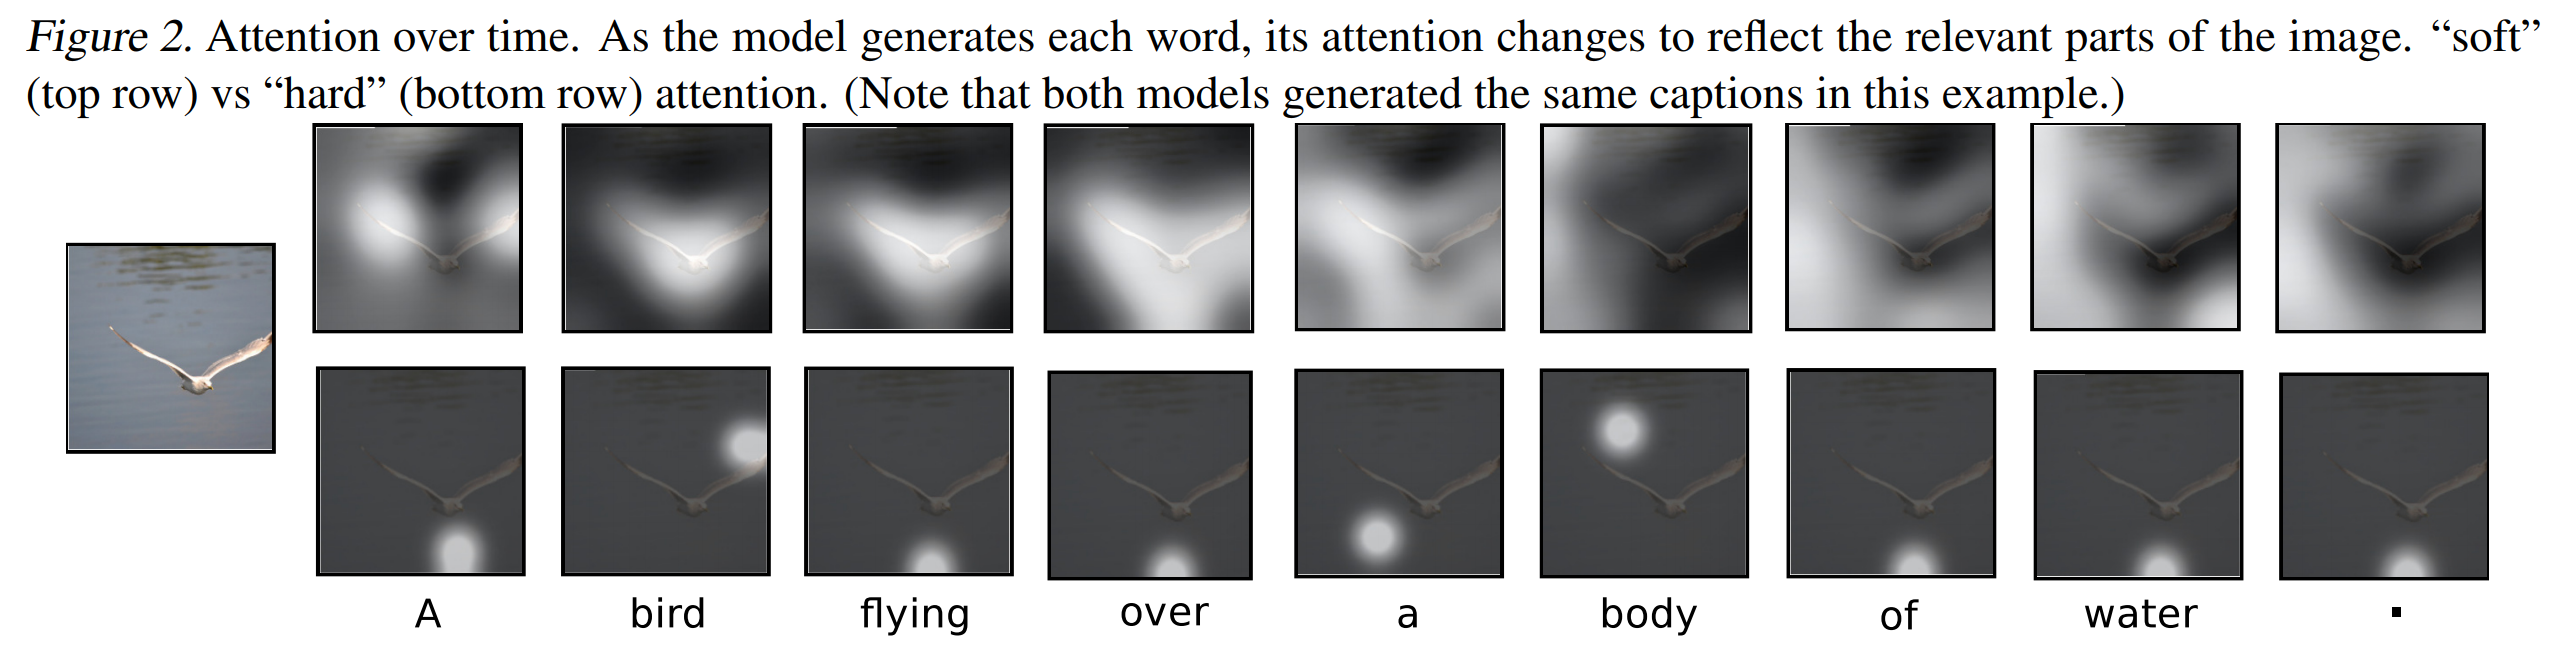 Figure 2. Attention over time. As the model generates each word, its attention changes to reflect the relevant parts of the image. “soft”
(top row) vs “hard” (bottom row) attention. (Note that both models generated the same captions in this example.)
A bird flying over a body of water .